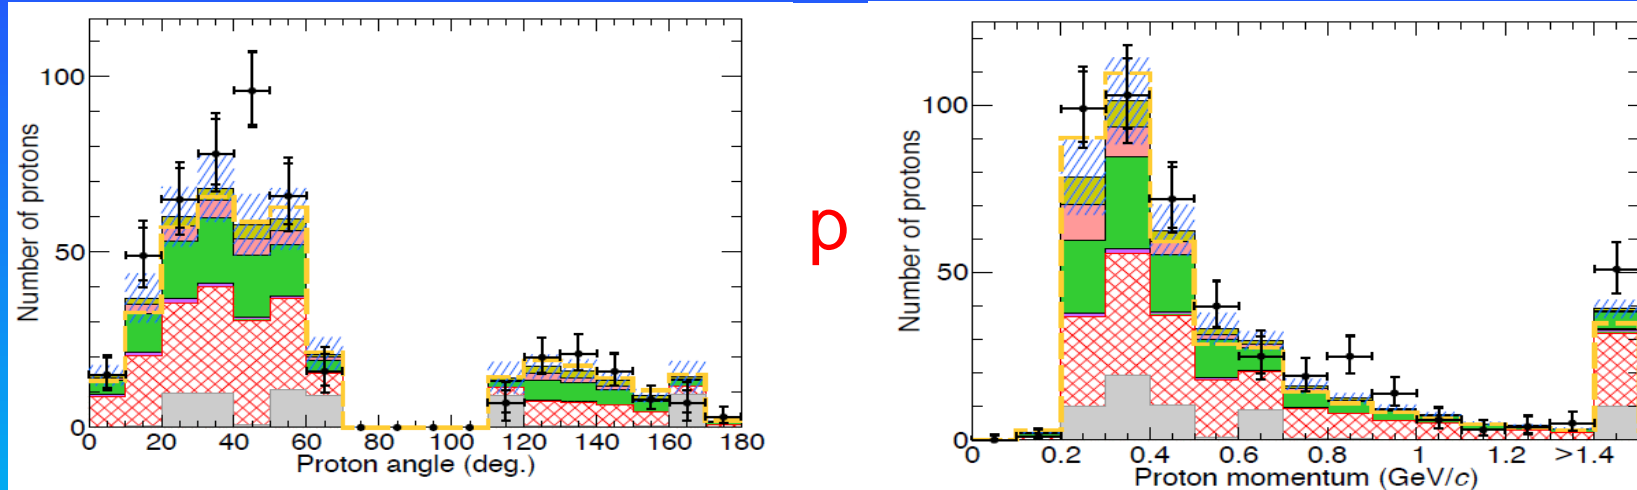 Number of protons
100
50
0
0 20 40 60 80 100 120 140 160 180
Proton angle (deg.)
p
Number of protons
100
50
0
0 0.2 0.4 0.6 0.8 1 1.2 >1.4
Proton momentum (GeV/c)